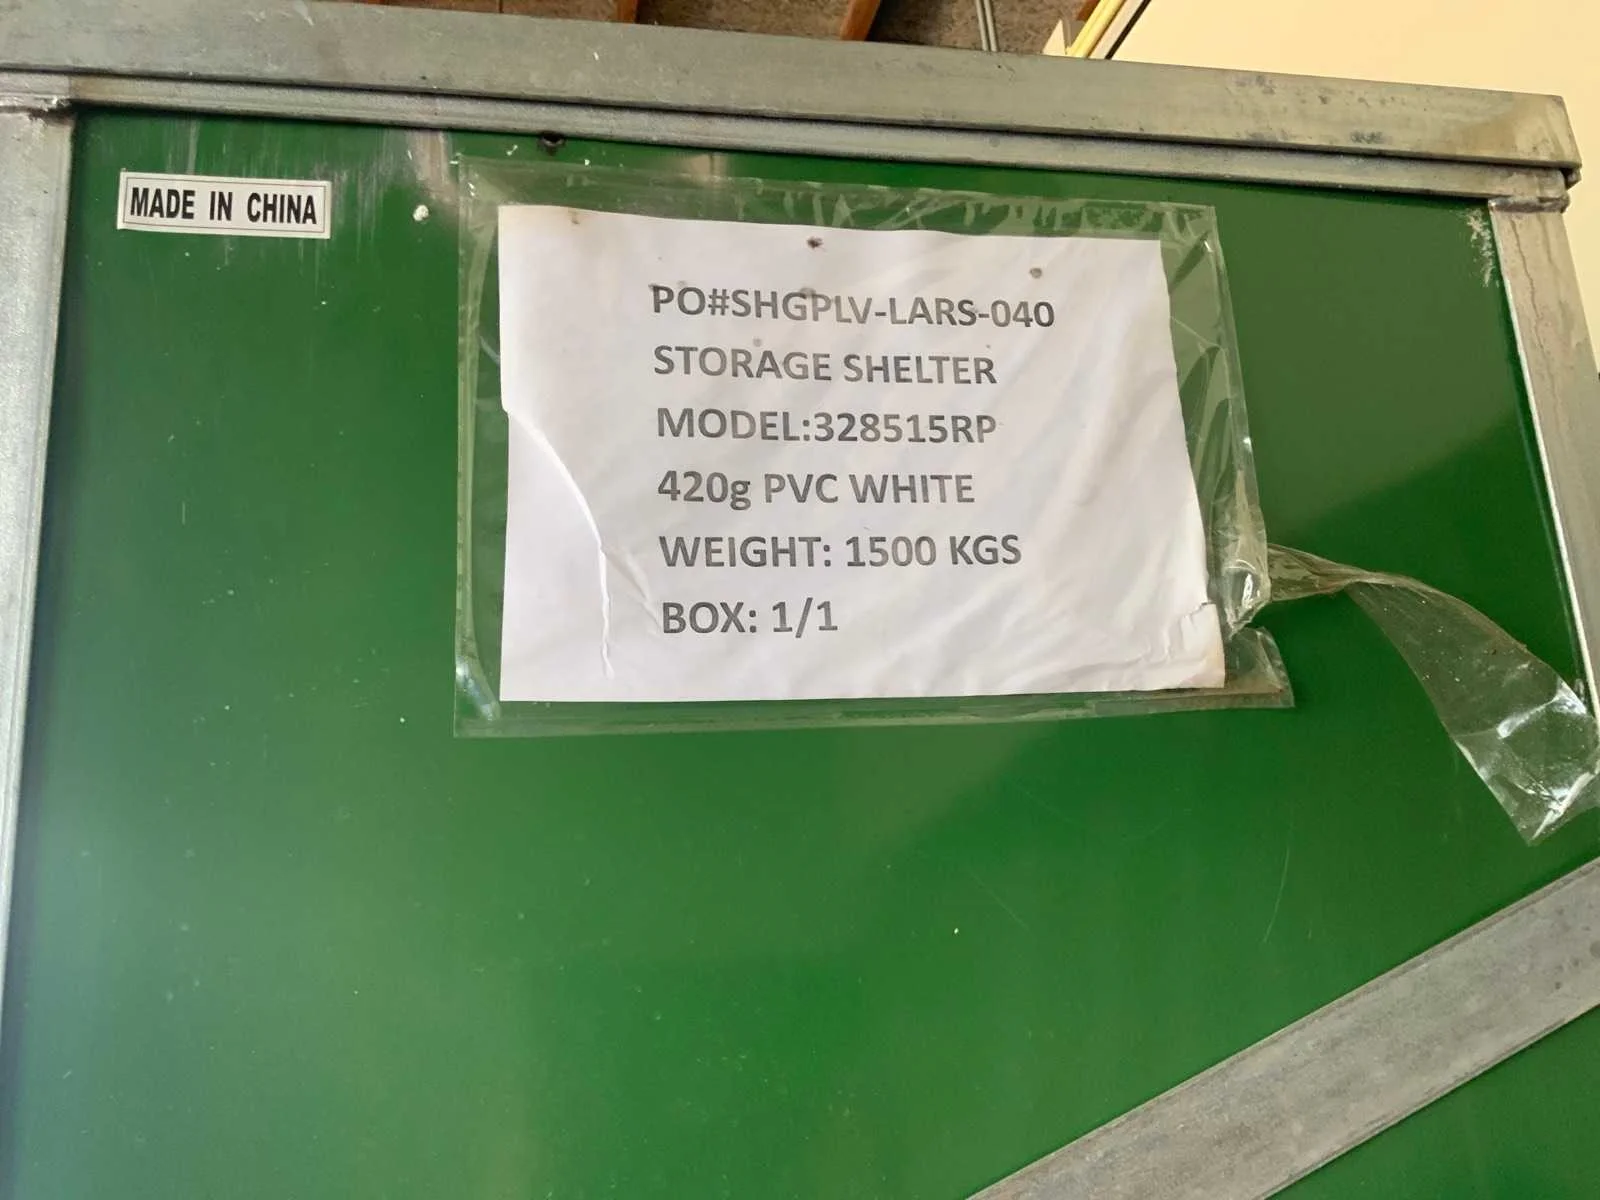 MADE IN CHINA
PO#SHGPLV-LARS-040
STORAGE SHELTER
MODEL:328515RP
420g PVC WHITE
WEIGHT: 1500 KGS
BOX: 1/1